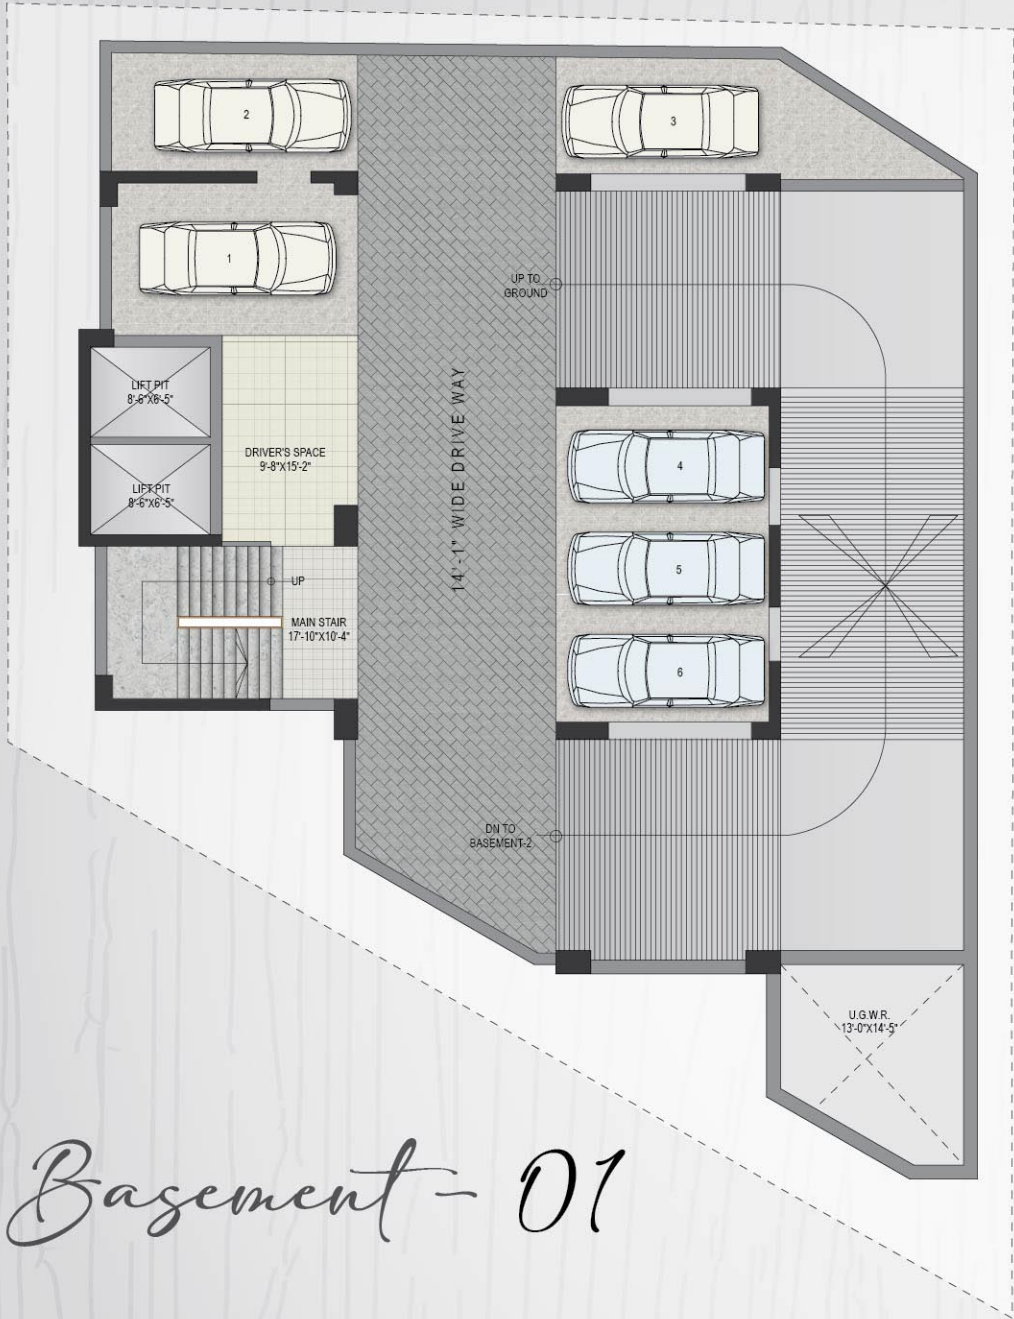 2
3
1
UP TO
GROUND
LIFT PIT
8'-6"X6'-5"
DRIVER'S SPACE
9'-8"X15'-2"
LIFT PIT
8'-6"X6'-5"
14'-1" WIDE DRIVE WAY
4
5
6
UP
MAIN STAIR
17'-10"X10'-4"
DN TO
BASEMENT-2
U.G.W.R.
13'-0"X14'-5"
Basement - 01